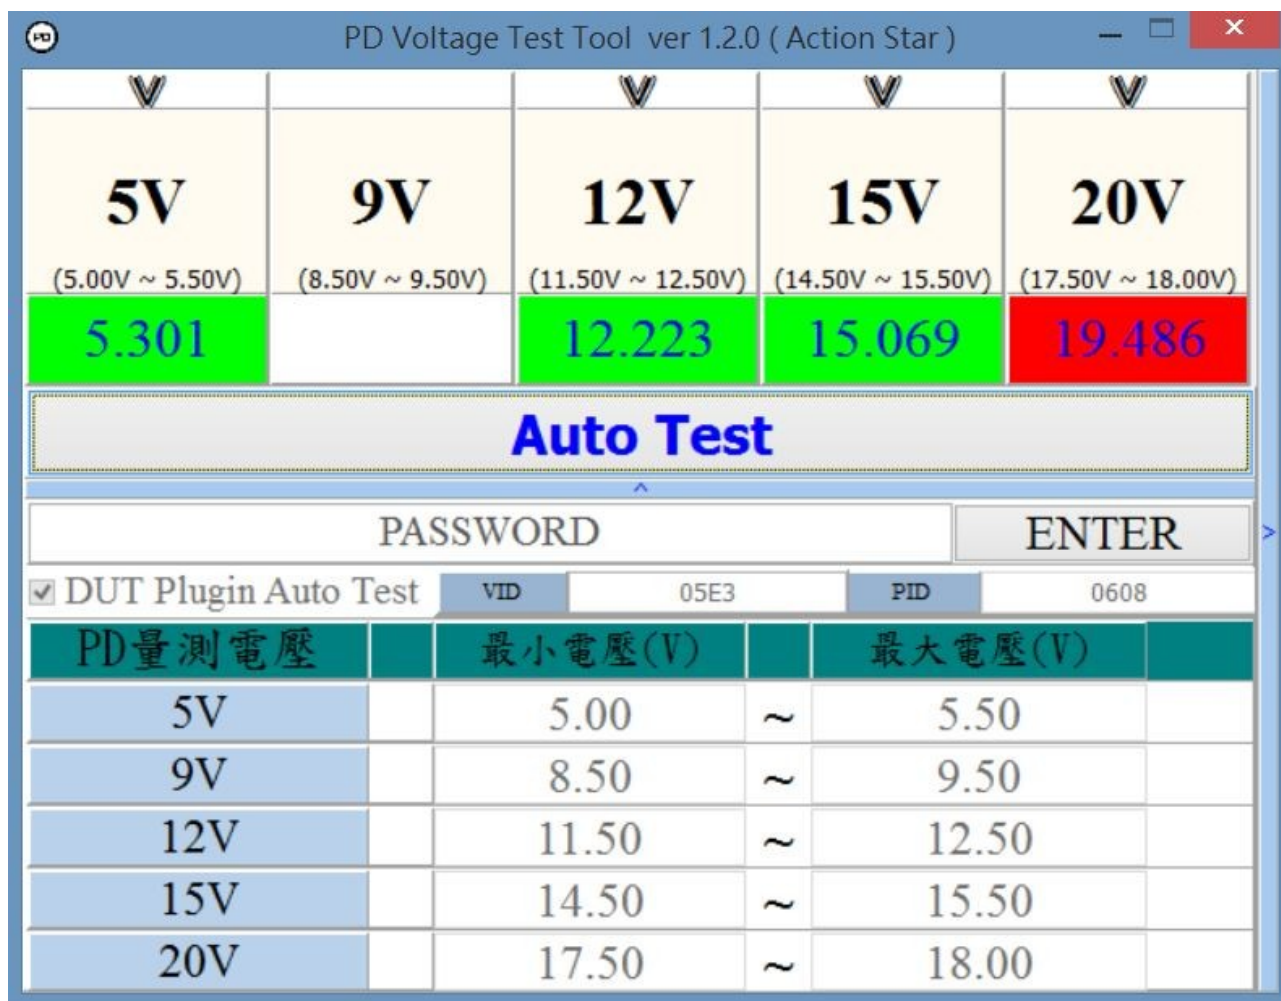 PD
PD Voltage Test Tool ver 1.2.0 ( Action Star )
V V V V
5V 9V 12V 15V 20V
(5.00V ~ 5.50V) (8.50V ~ 9.50V) (11.50V ~ 12.50V) (14.50V ~ 15.50V) (17.50V ~ 18.00V)
5.301 12.223 15.069 19.486
Auto Test
PASSWORD ENTER
DUT Plugin Auto Test VID 05E3 PID 0608
PD量測電壓 最小電壓(V) 最大電壓(V)
5V 5.00 ~ 5.50
9V 8.50 ~ 9.50
12V 11.50 ~ 12.50
15V 14.50 ~ 15.50
20V 17.50 ~ 18.00